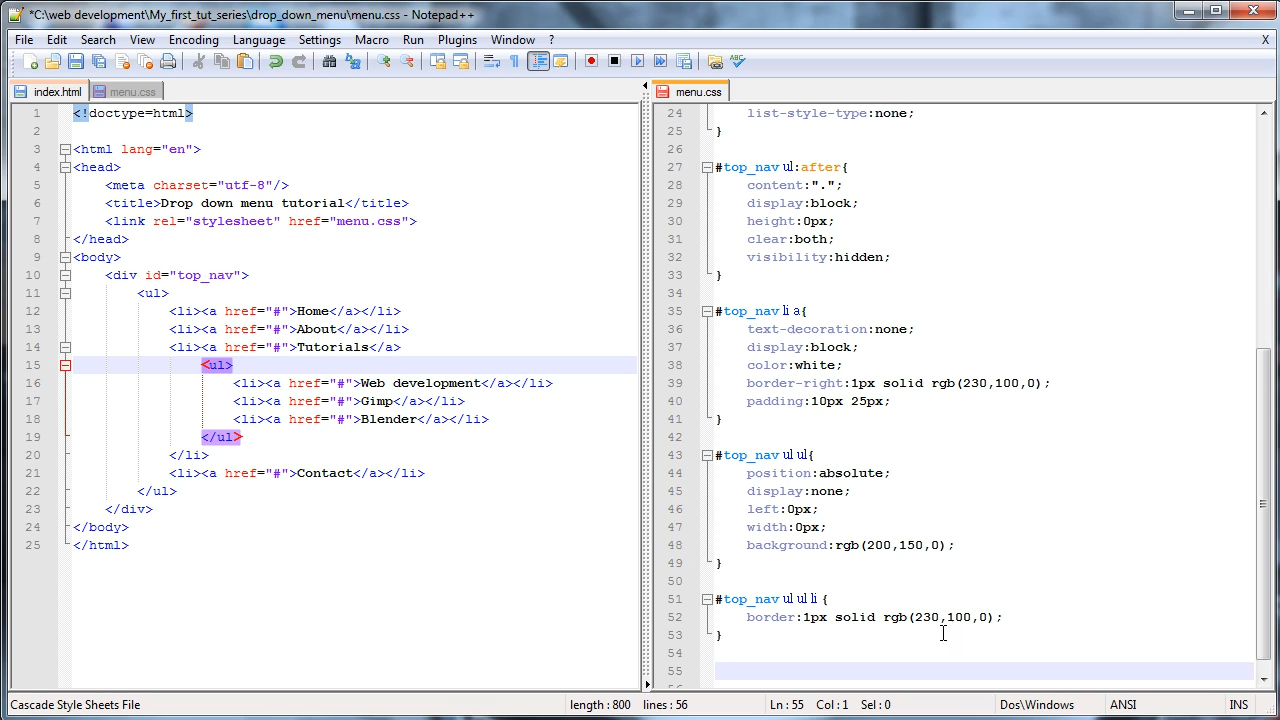 *C:\web development\My_first_tut_series\drop_down_menu\menu.css - Notepad++
File Edit Search View Encoding Language Settings Macro Run Plugins Window ? X
index.html menu.css
1 <!doctype=html>
2
3 <html lang="en">
4 <head>
5 <meta charset="utf-8"/>
6 <title>Drop down menu tutorial</title>
7 <link rel="stylesheet" href="menu.css">
8 </head>
9 <body>
10 <div id="top_nav">
11 <ul>
12 <li><a href="#">Home</a></li>
13 <li><a href="#">About</a></li>
14 <li><a href="#">Tutorials</a>
15 <ul>
16 <li><a href="#">Web development</a></li>
17 <li><a href="#">Gimp</a></li>
18 <li><a href="#">Blender</a></li>
19 </ul>
20 </li>
21 <li><a href="#">Contact</a></li>
22 </ul>
23 </div>
24 </body>
25 </html>
menu.css
24 list-style-type:none;
25 }
26
27 #top_nav ul:after{
28 content:".";
29 display:block;
30 height:0px;
31 clear:both;
32 visibility:hidden;
33 }
34
35 #top_nav li a{
36 text-decoration:none;
37 display:block;
38 color:white;
39 border-right:1px solid rgb(230,100,0);
40 padding:10px 25px;
41 }
42
43 #top_nav ul ul{
44 position:absolute;
45 display:none;
46 left:0px;
47 width:0px;
48 background:rgb(200,150,0);
49 }
50
51 #top_nav ul ul li {
52 border:1px solid rgb(230,100,0);
53 }
54
55
Cascade Style Sheets File length : 800 lines : 56 Ln : 55 Col : 1 Sel : 0 Dos\Windows ANSI INS